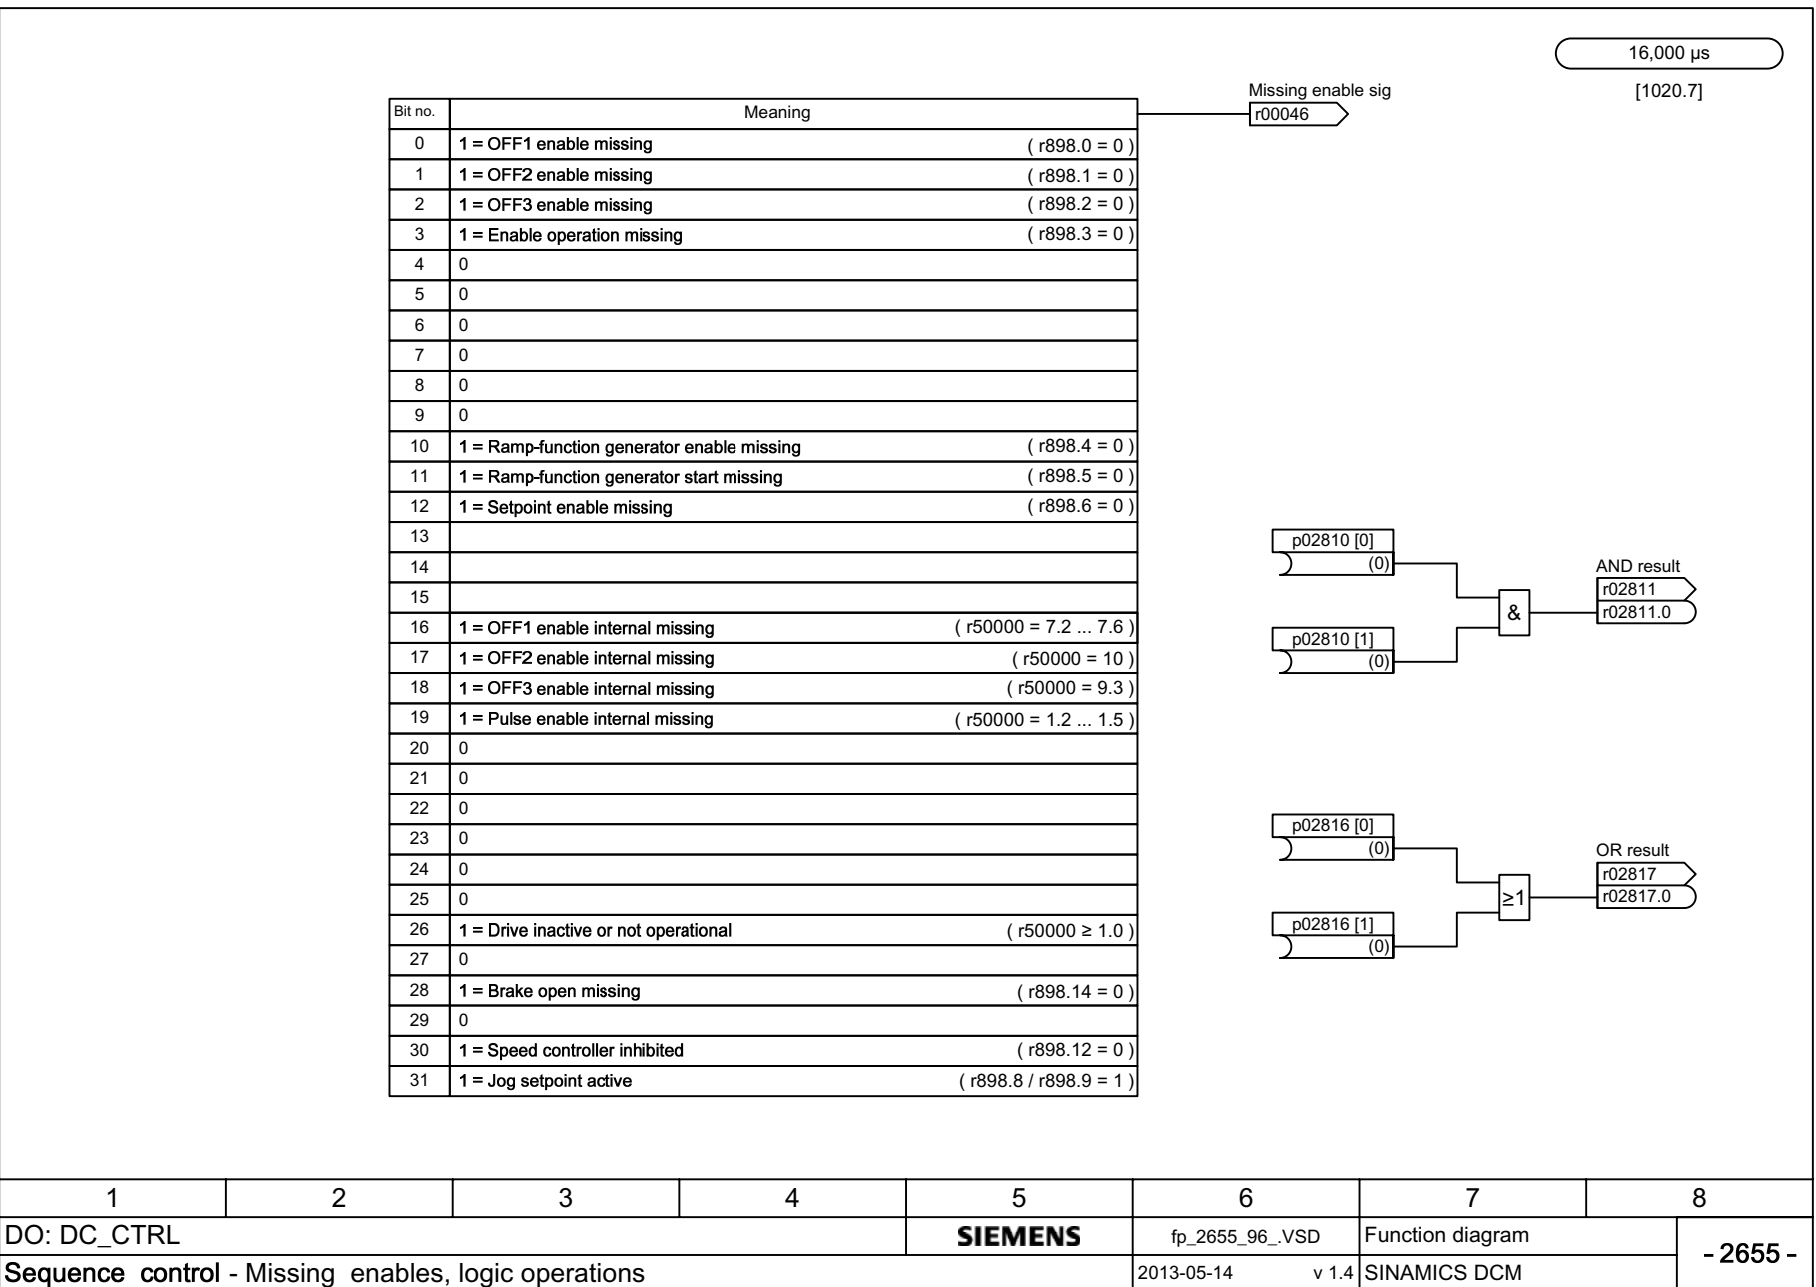 16,000 µs
[1020.7]
Missing enable sig
r00046
Bit no. Meaning
0 1 = OFF1 enable missing ( r898.0 = 0 )
1 1 = OFF2 enable missing ( r898.1 = 0 )
2 1 = OFF3 enable missing ( r898.2 = 0 )
3 1 = Enable operation missing ( r898.3 = 0 )
4 0
5 0
6 0
7 0
8 0
9 0
10 1 = Ramp-function generator enable missing ( r898.4 = 0 )
11 1 = Ramp-function generator start missing ( r898.5 = 0 )
12 1 = Setpoint enable missing ( r898.6 = 0 )
13
14
15
16 1 = OFF1 enable internal missing ( r50000 = 7.2 ... 7.6 )
17 1 = OFF2 enable internal missing ( r50000 = 10 )
18 1 = OFF3 enable internal missing ( r50000 = 9.3 )
19 1 = Pulse enable internal missing ( r50000 = 1.2 ... 1.5 )
20 0
21 0
22 0
23 0
24 0
25 0
26 1 = Drive inactive or not operational ( r50000 ≥ 1.0 )
27 0
28 1 = Brake open missing ( r898.14 = 0 )
29 0
30 1 = Speed controller inhibited ( r898.12 = 0 )
31 1 = Jog setpoint active ( r898.8 / r898.9 = 1 )
p02810 [0]
(0)
p02810 [1]
(0)
&
AND result
r02811
r02811.0
p02816 [0]
(0)
p02816 [1]
(0)
≥1
OR result
r02817
r02817.0
1 2 3 4 5 6 7 8
DO: DC_CTRL SIEMENS fp_2655_96_.VSD Function diagram
- 2655 -
Sequence control - Missing enables, logic operations 2013-05-14 v 1.4 SINAMICS DCM